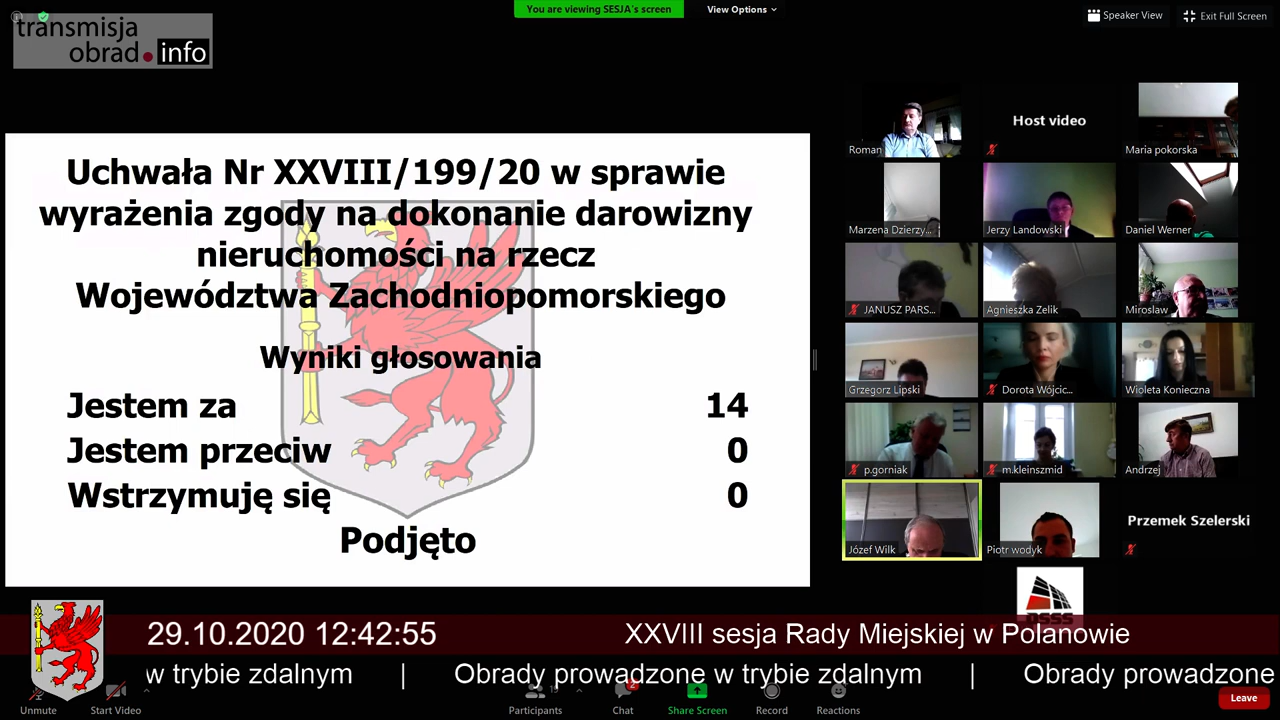 transmisja
obrad.info
You are viewing SESJA's screen
View Options
Speaker View
Exit Full Screen
Uchwała Nr XXVIII/199/20 w sprawie
wyrażenia zgody na dokonanie darowizny
nieruchomości na rzecz
Województwa Zachodniopomorskiego
Wyniki głosowania
Jestem za 14
Jestem przeciw 0
Wstrzymuję się 0
Podjęto
Roman
Host video
Maria pokorska
Marzena Dzierzy...
Jerzy Landowski
Daniel Werner
JANUSZ PARS...
Agnieszka Zelik
Mirosław
Grzegorz Lipski
Dorota Wójcic...
Wioleta Konieczna
p.gorniak
m.kleinszmid
Andrzej
Józef Wilk
Piotr wodyk
Przemek Szelerski
29.10.2020 12:42:55
XXVIII sesja Rady Miejskiej w Polanowie
w trybie zdalnym | Obrady prowadzone w trybie zdalnym | Obrady prowadzone
Unmute
Start Video
Participants
2
Chat
Share Screen
Record
Reactions
Leave